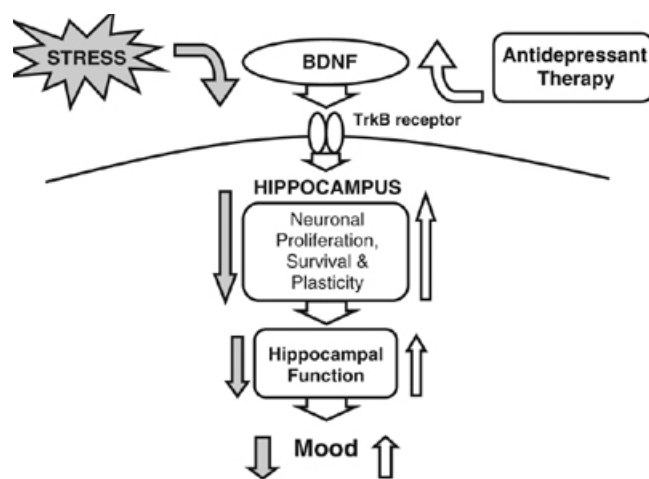 STRESS
BDNF
Antidepressant
Therapy
TrkB receptor
HIPPOCAMPUS
Neuronal
Proliferation,
Survival &
Plasticity
Hippocampal
Function
Mood